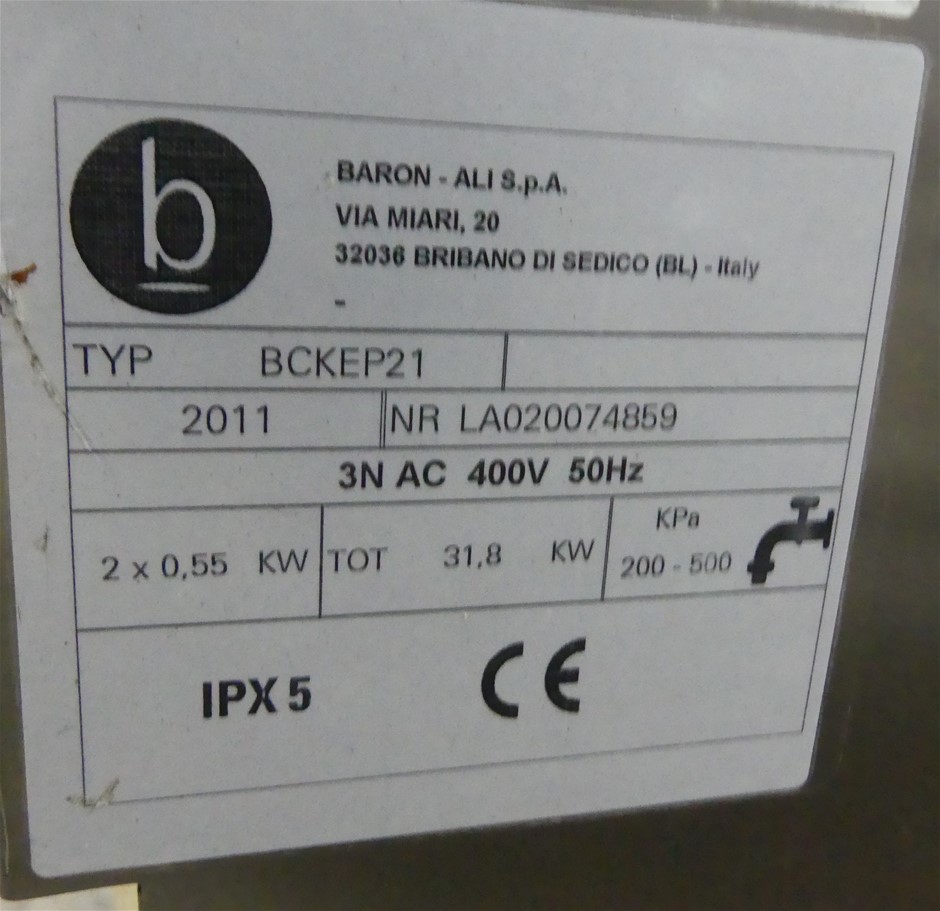 b
BARON - ALI S.p.A.
VIA MIARI, 20
32036 BRIBANO DI SEDICO (BL) - Italy
-
TYP BCKEP21
2011 NR LA020074859
3N AC 400V 50Hz
2 x 0,55 KW TOT 31,8 KW KPa 200 - 500
IPX 5 CE